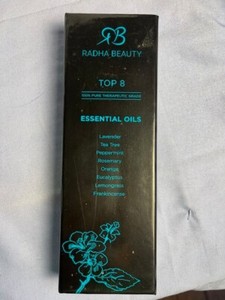 RB
RADHA BEAUTY
TOP 8
100% PURE THERAPEUTIC GRADE
ESSENTIAL OILS
Lavender
Tea Tree
Peppermint
Rosemary
Orange
Eucalyptus
Lemongrass
Frankincense